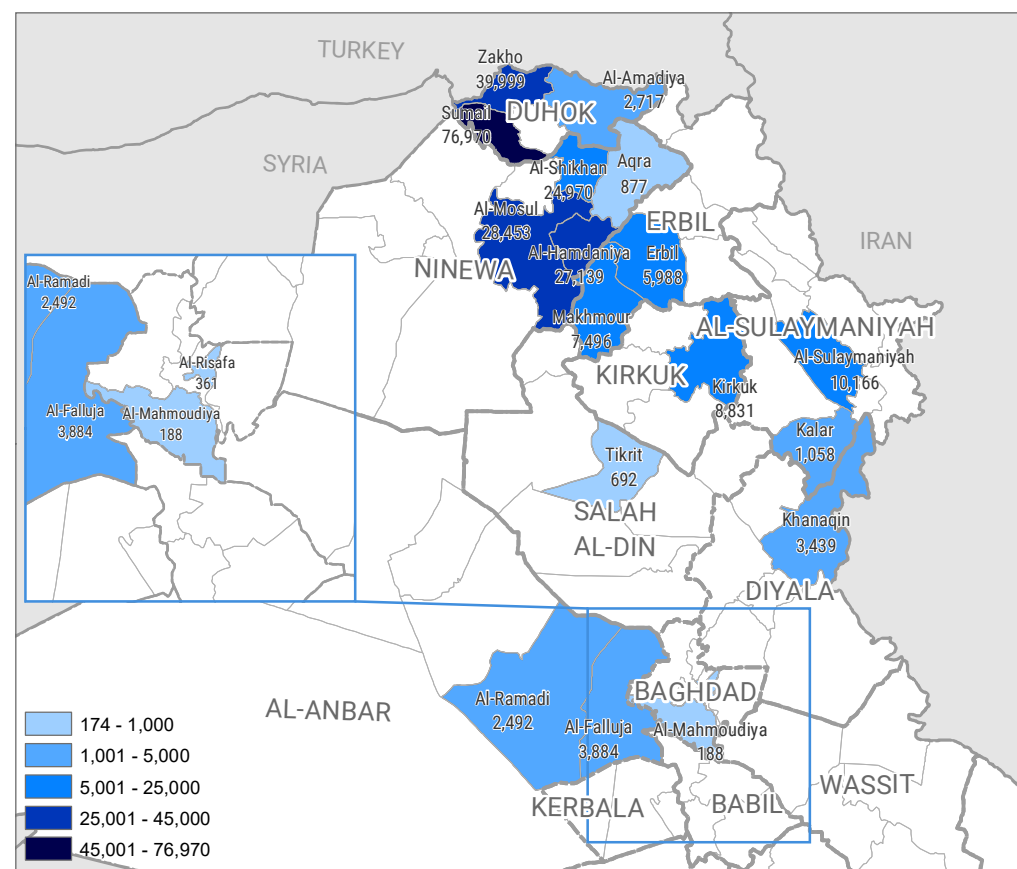 TURKEY
Zakho
39,999
Al-Amadiya
2,717
Sumail
76,970
DUHOK
SYRIA
Al-Shikhan
24,970
Aqra
877
Al-Mosul
28,453
ERBIL
IRAN
Al-Hamdaniya
27,139
Erbil
5,988
NINEWA
Makhmour
7,496
AL-SULAYMANIYAH
Al-Sulaymaniyah
10,166
KIRKUK
Kirkuk
8,831
Al-Ramadi
2,492
Al-Risafa
361
Al-Falluja
3,884
Al-Mahmoudiya
188
Kalar
1,058
Tikrit
692
SALAH
AL-DIN
Khanaqin
3,439
DIYALA
AL-ANBAR
Al-Ramadi
2,492
Al-Falluja
3,884
BAGHDAD
Al-Mahmoudiya
188
KERBALA
BABIL
WASSIT
174 - 1,000
1,001 - 5,000
5,001 - 25,000
25,001 - 45,000
45,001 - 76,970